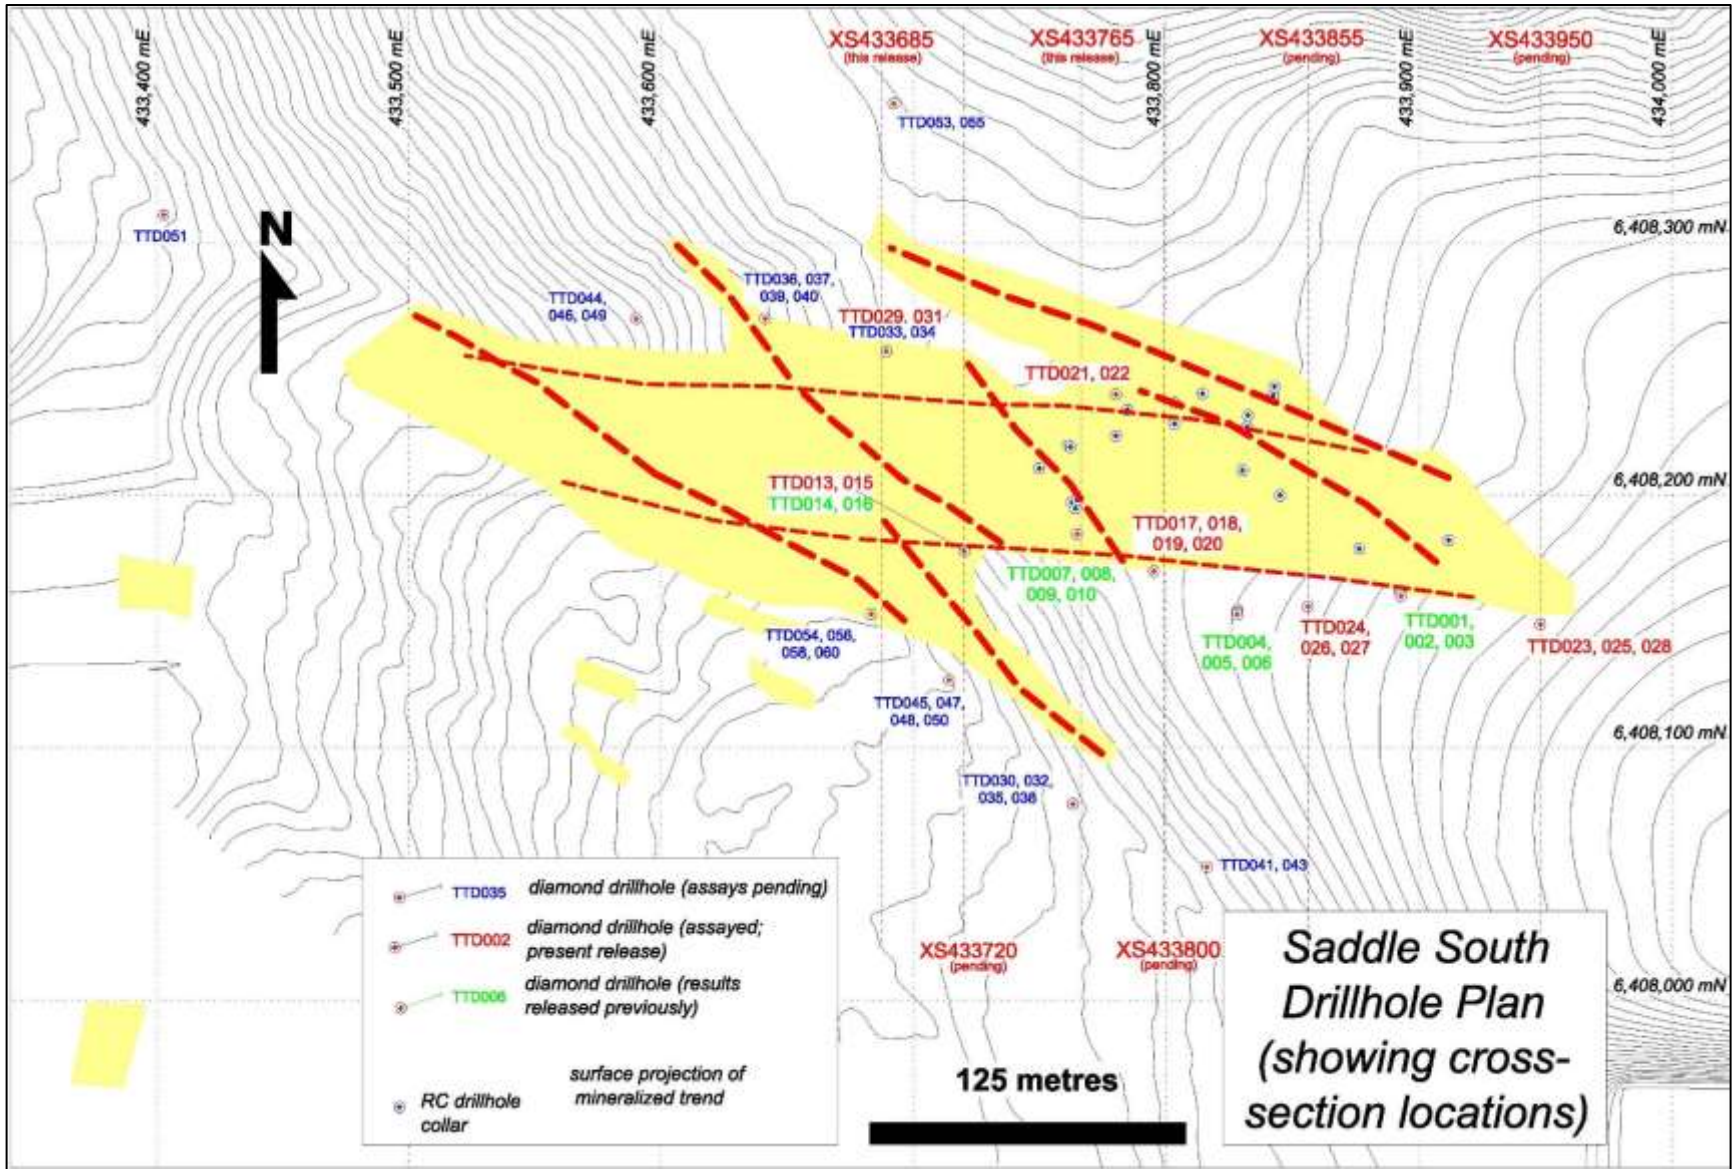 433,400 mE
433,500 mE
433,600 mE
XS433685
(this release)
XS433765
(this release)
433,800 mE
XS433855
(pending)
433,900 mE
XS433950
(pending)
434,000 mE
TTD053, 055
TTD051
N
6,408,300 mN
TTD044,
046, 049
TTD036, 037,
039, 040
TTD029, 031
TTD033, 034
TTD021, 022
6,408,200 mN
TTD013, 015
TTD014, 016
TTD017, 018,
019, 020
TTD007, 008,
009, 010
TTD004,
005, 006
TTD024,
026, 027
TTD001,
002, 003
TTD023, 025, 028
TTD054, 056,
058, 060
TTD045, 047,
048, 050
6,408,100 mN
TTD030, 032,
035, 038
TTD041, 043
TTD035
diamond drillhole (assays pending)
TTD002
diamond drillhole (assayed;
present release)
TTD006
diamond drillhole (results
released previously)
surface projection of
mineralized trend
RC drillhole
collar
XS433720
(pending)
XS433800
(pending)
6,408,000 mN
125 metres
Saddle South
Drillhole Plan
(showing cross-
section locations)